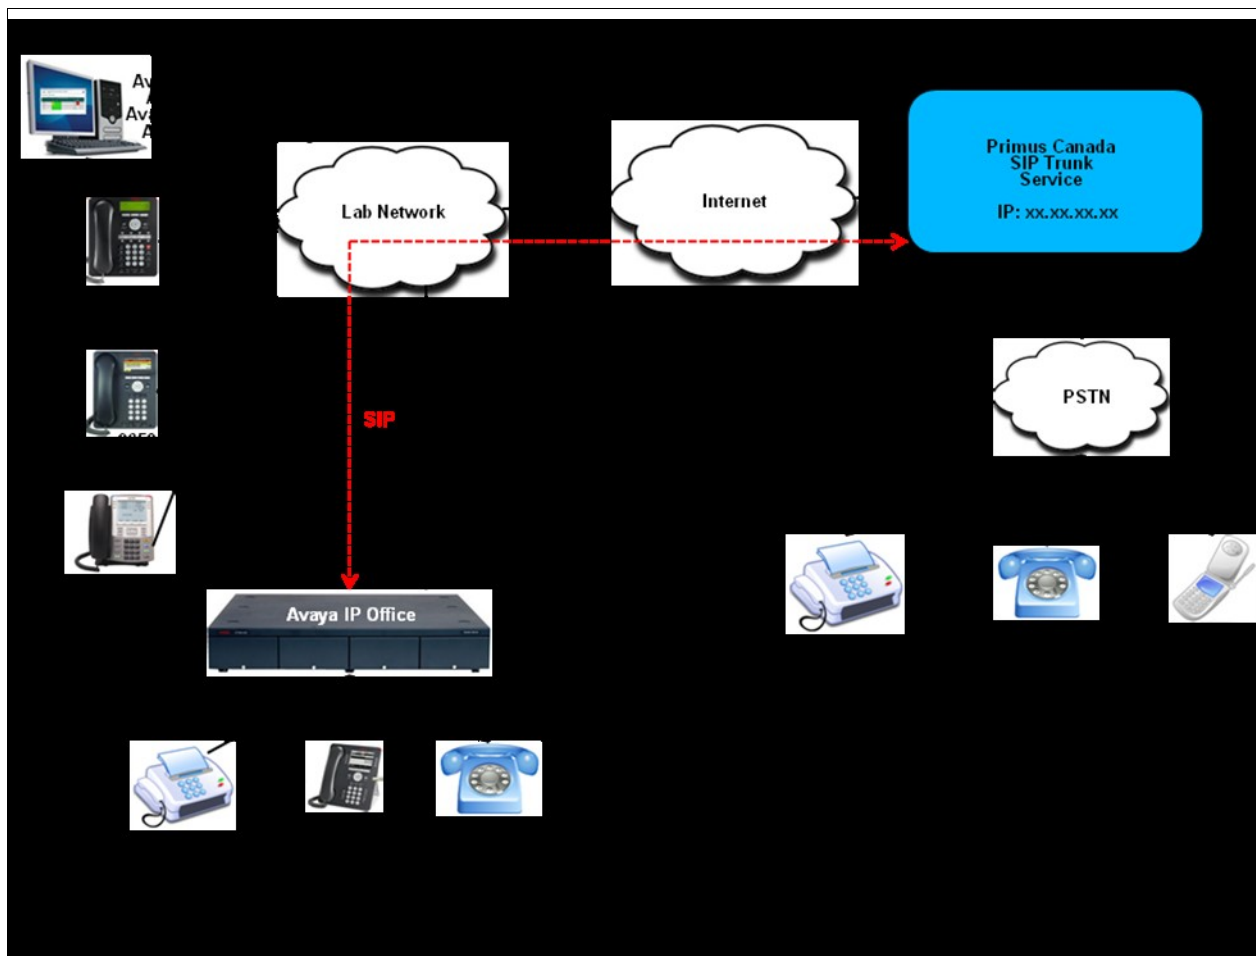 Lab Network
Internet
Primus Canada
SIP Trunk
Service
IP: xx.xx.xx.xx
SIP
PSTN
Avaya IP Office